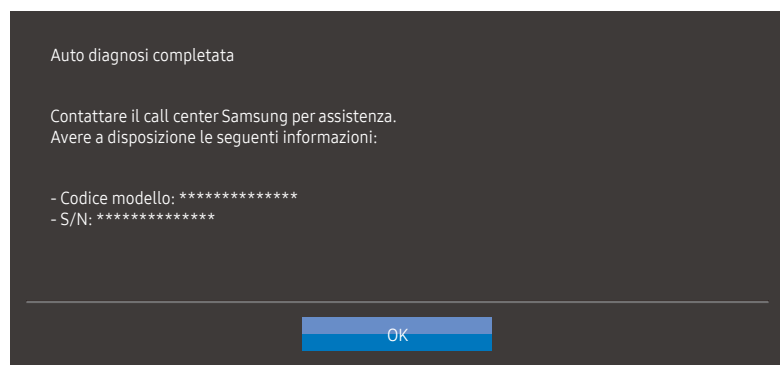 Auto diagnosi completata
Contattare il call center Samsung per assistenza.
Avere a disposizione le seguenti informazioni:
- Codice modello: **************
- S/N: **************
OK